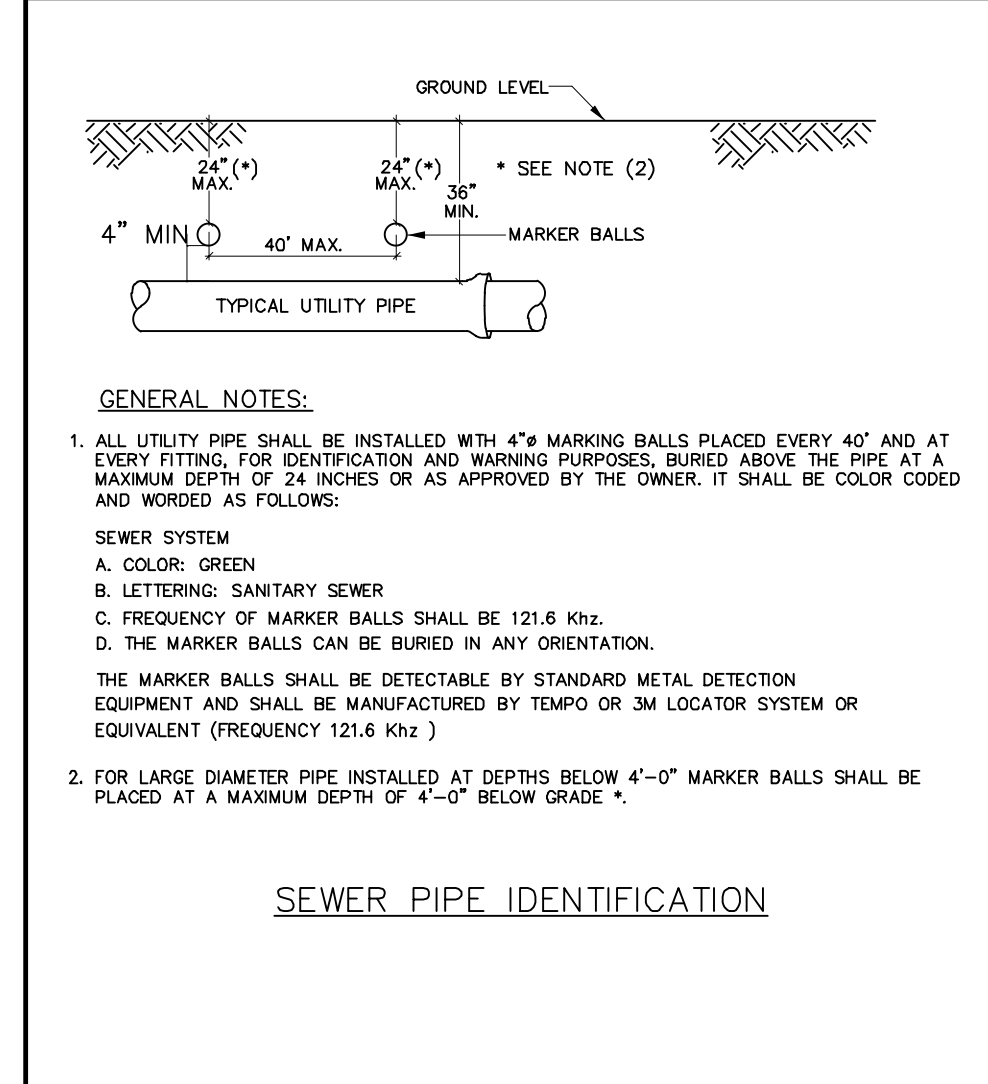 GROUND LEVEL
24"(*)
MAX.
24"(*)
MAX.
* SEE NOTE (2)
36"
MIN.
4" MIN
40' MAX.
MARKER BALLS
TYPICAL UTILITY PIPE
GENERAL NOTES:
1. ALL UTILITY PIPE SHALL BE INSTALLED WITH 4"ø MARKING BALLS PLACED EVERY 40' AND AT
EVERY FITTING, FOR IDENTIFICATION AND WARNING PURPOSES, BURIED ABOVE THE PIPE AT A
MAXIMUM DEPTH OF 24 INCHES OR AS APPROVED BY THE OWNER. IT SHALL BE COLOR CODED
AND WORDED AS FOLLOWS:
SEWER SYSTEM
A. COLOR: GREEN
B. LETTERING: SANITARY SEWER
C. FREQUENCY OF MARKER BALLS SHALL BE 121.6 Khz.
D. THE MARKER BALLS CAN BE BURIED IN ANY ORIENTATION.
THE MARKER BALLS SHALL BE DETECTABLE BY STANDARD METAL DETECTION
EQUIPMENT AND SHALL BE MANUFACTURED BY TEMPO OR 3M LOCATOR SYSTEM OR
EQUIVALENT (FREQUENCY 121.6 Khz )
2. FOR LARGE DIAMETER PIPE INSTALLED AT DEPTHS BELOW 4'-0" MARKER BALLS SHALL BE
PLACED AT A MAXIMUM DEPTH OF 4'-0" BELOW GRADE *.
SEWER PIPE IDENTIFICATION